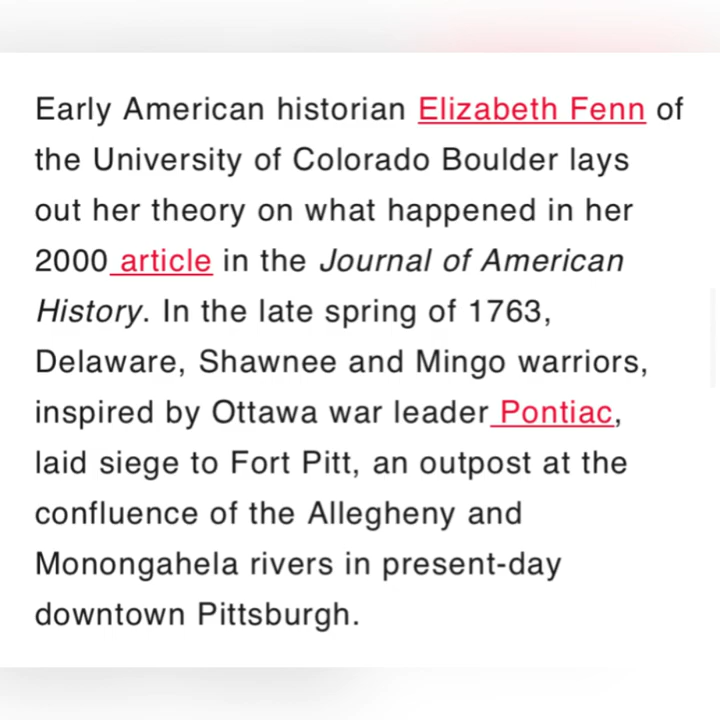 Early American historian Elizabeth Fenn of
the University of Colorado Boulder lays
out her theory on what happened in her
2000 article in the Journal of American
History. In the late spring of 1763,
Delaware, Shawnee and Mingo warriors,
inspired by Ottawa war leader Pontiac,
laid siege to Fort Pitt, an outpost at the
confluence of the Allegheny and
Monongahela rivers in present-day
downtown Pittsburgh.